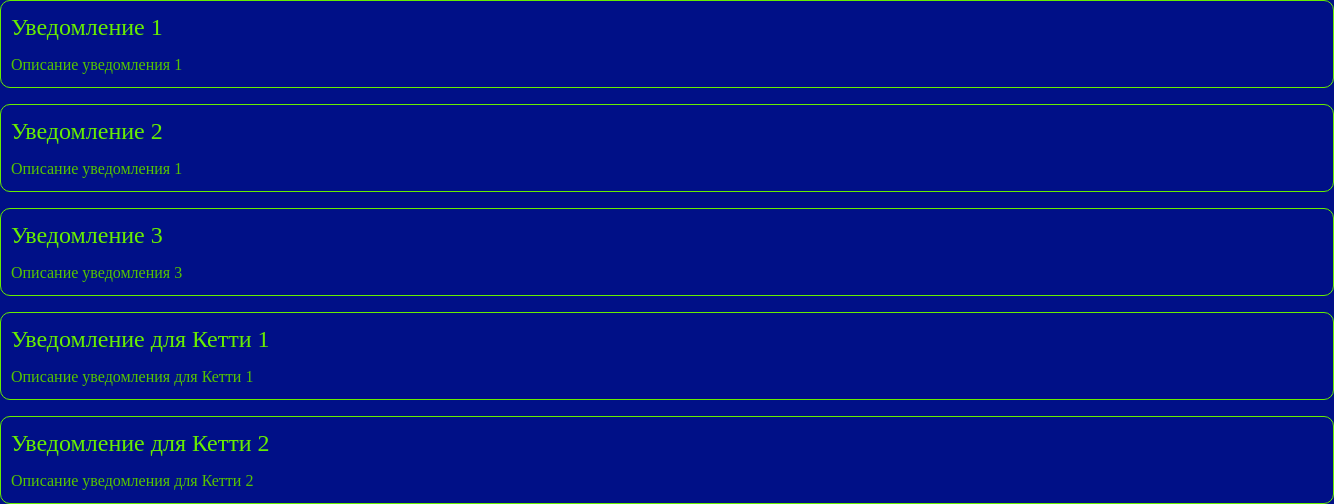 Уведомление 1
Описание уведомления 1
Уведомление 2
Описание уведомления 1
Уведомление 3
Описание уведомления 3
Уведомление для Кетти 1
Описание уведомления для Кетти 1
Уведомление для Кетти 2
Описание уведомления для Кетти 2